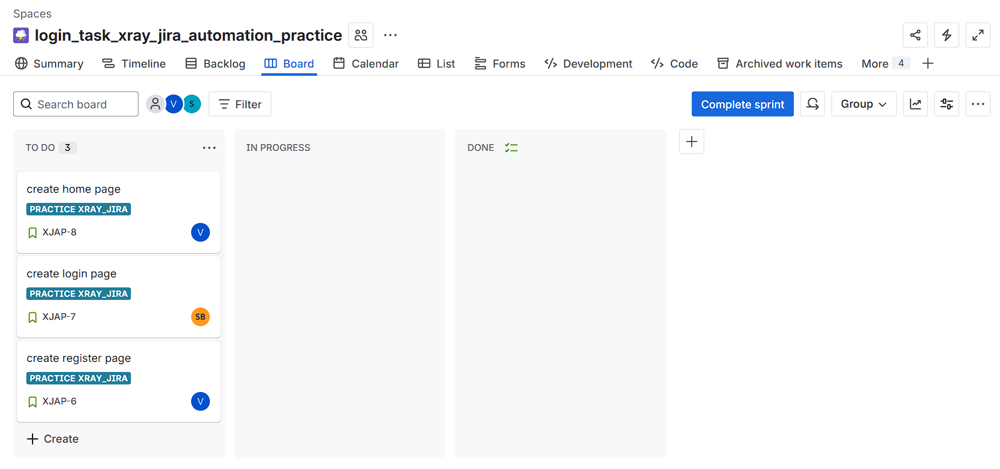 Spaces
login_task_xray_jira_automation_practice
Summary Timeline Backlog Board Calendar List Forms Development Code Archived work items More 4
Search board V S Filter Complete sprint Group
TO DO 3
create home page
PRACTICE XRAY_JIRA
XJAP-8 V
create login page
PRACTICE XRAY_JIRA
XJAP-7 SB
create register page
PRACTICE XRAY_JIRA
XJAP-6 V
Create
IN PROGRESS
DONE